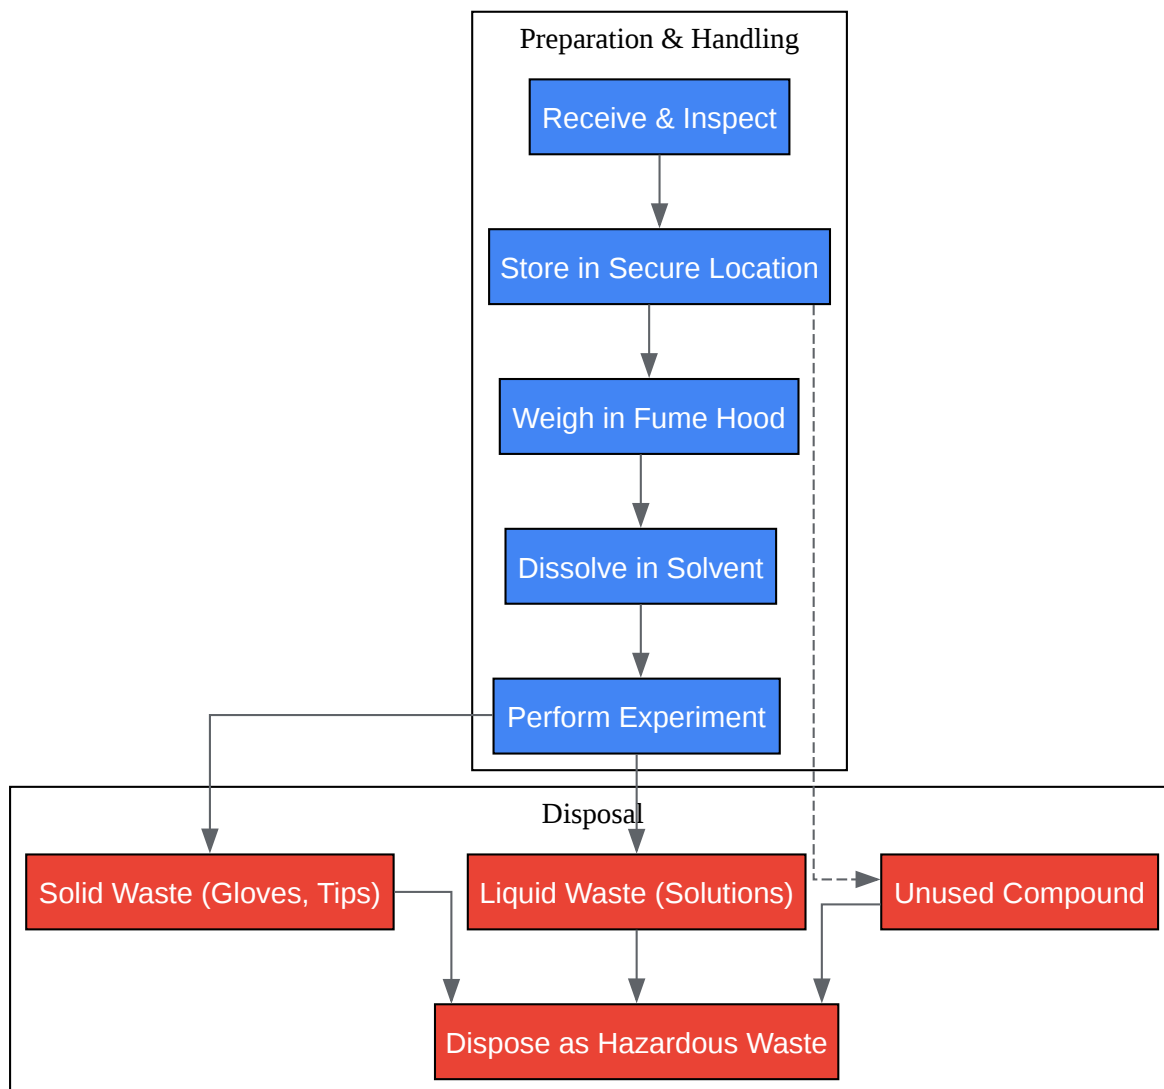 Preparation & Handling
Receive & Inspect
Store in Secure Location
Weigh in Fume Hood
Dissolve in Solvent
Perform Experiment
Disposal
Solid Waste (Gloves, Tips)
Liquid Waste (Solutions)
Unused Compound
Dispose as Hazardous Waste